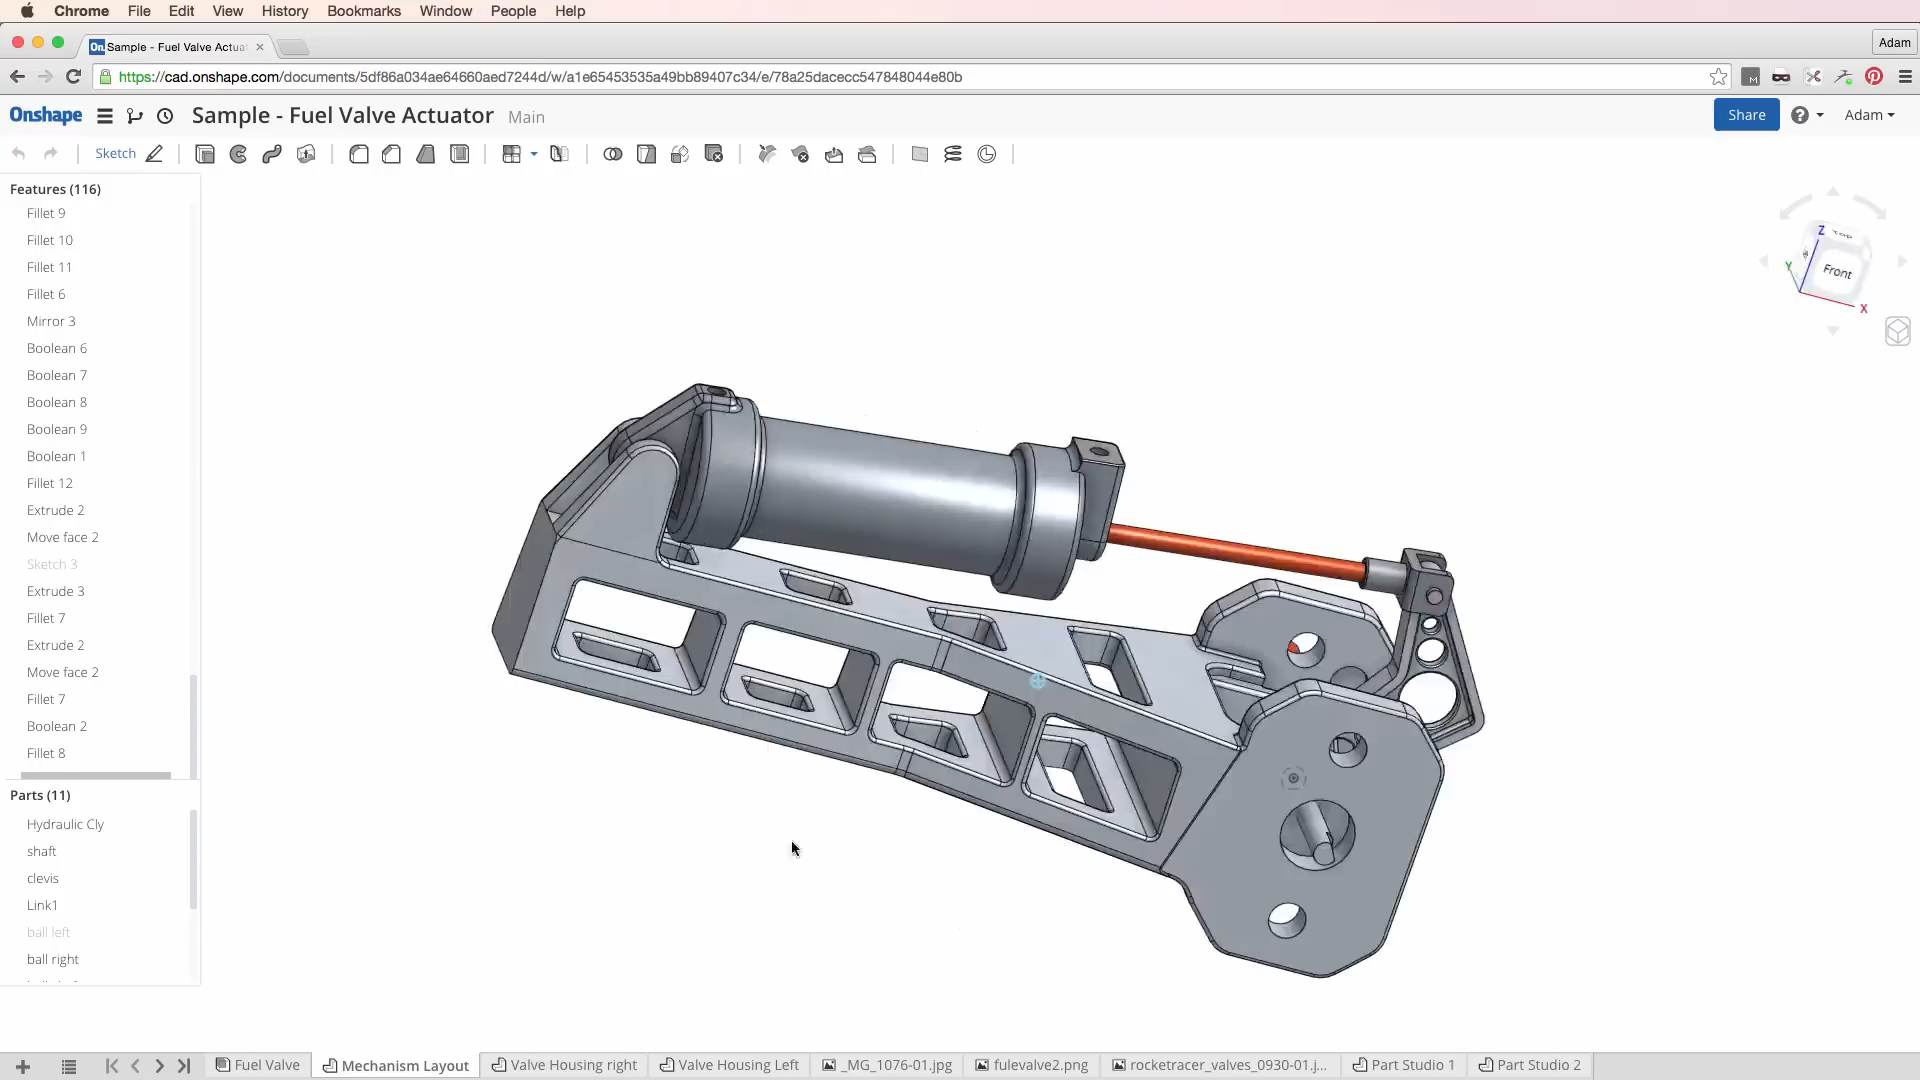 Chrome File Edit View History Bookmarks Window People Help
On. Sample - Fuel Valve Actua
Adam
https://cad.onshape.com/documents/5df86a034ae64660aed7244d/w/a1e65453535a49bb89407c34/e/78a25dacecc547848044e80b
Onshape Sample - Fuel Valve Actuator Main
Share Adam
Sketch
Features (116)
Fillet 9
Fillet 10
Fillet 11
Fillet 6
Mirror 3
Boolean 6
Boolean 7
Boolean 8
Boolean 9
Boolean 1
Fillet 12
Extrude 2
Move face 2
Sketch 3
Extrude 3
Fillet 7
Extrude 2
Move face 2
Fillet 7
Boolean 2
Fillet 8
Parts (11)
Hydraulic Cly
shaft
clevis
Link1
ball left
ball right
Z
Top
Y
Front
X
Fuel Valve Mechanism Layout Valve Housing right Valve Housing Left _MG_1076-01.jpg fulevalve2.png rocketracer_valves_0930-01.j... Part Studio 1 Part Studio 2